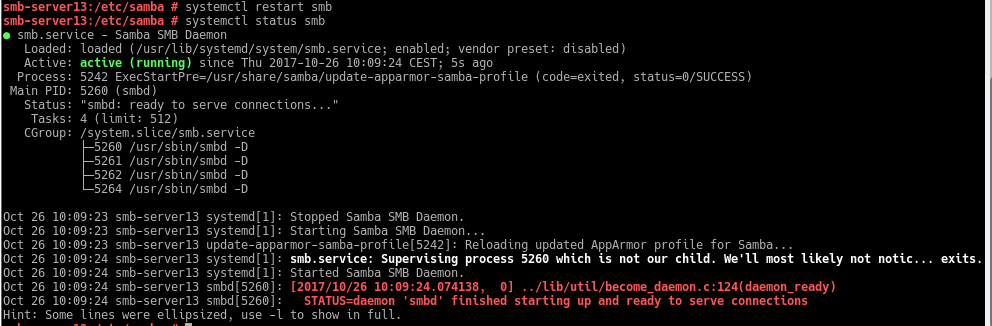 smb-server13:/etc/samba # systemctl restart smb
smb-server13:/etc/samba # systemctl status smb
● smb.service - Samba SMB Daemon
   Loaded: loaded (/usr/lib/systemd/system/smb.service; enabled; vendor preset: disabled)
   Active: active (running) since Thu 2017-10-26 10:09:24 CEST; 5s ago
  Process: 5242 ExecStartPre=/usr/share/samba/update-apparmor-samba-profile (code=exited, status=0/SUCCESS)
 Main PID: 5260 (smbd)
   Status: "smbd: ready to serve connections..."
    Tasks: 4 (limit: 512)
   CGroup: /system.slice/smb.service
           ├─5260 /usr/sbin/smbd -D
           ├─5261 /usr/sbin/smbd -D
           ├─5262 /usr/sbin/smbd -D
           └─5264 /usr/sbin/smbd -D

Oct 26 10:09:23 smb-server13 systemd[1]: Stopped Samba SMB Daemon.
Oct 26 10:09:23 smb-server13 systemd[1]: Starting Samba SMB Daemon...
Oct 26 10:09:23 smb-server13 update-apparmor-samba-profile[5242]: Reloading updated AppArmor profile for Samba...
Oct 26 10:09:24 smb-server13 systemd[1]: smb.service: Supervising process 5260 which is not our child. We'll most likely not notic... exits.
Oct 26 10:09:24 smb-server13 systemd[1]: Started Samba SMB Daemon.
Oct 26 10:09:24 smb-server13 smbd[5260]: [2017/10/26 10:09:24.074138,  0] ../lib/util/become_daemon.c:124(daemon_ready)
Oct 26 10:09:24 smb-server13 smbd[5260]:   STATUS=daemon 'smbd' finished starting up and ready to serve connections
Hint: Some lines were ellipsized, use -l to show in full.
smb-server13:/etc/samba #